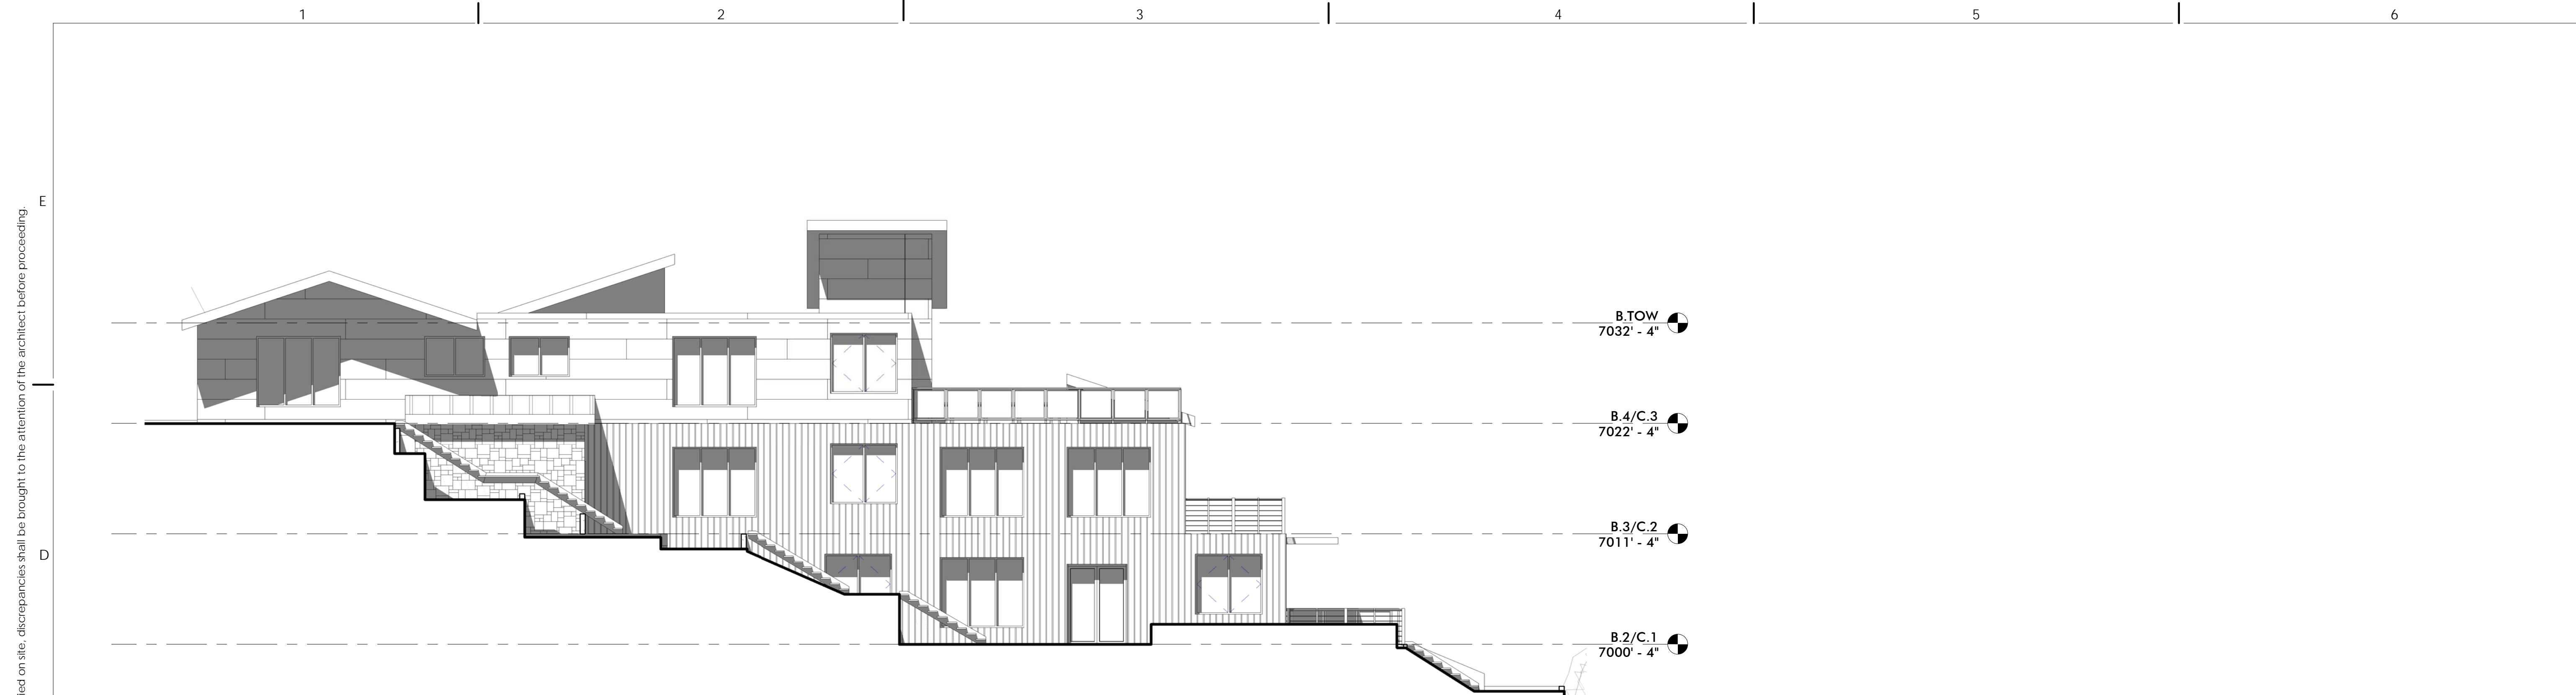 1 2 3 4 5 6
E
B.TOW
7032' - 4"
B.4/C.3
7022' - 4"
B.3/C.2
7011' - 4"
D
B.2/C.1
7000' - 4"
on site, discrepancies shall be brought to the attention of the architect before proceeding.